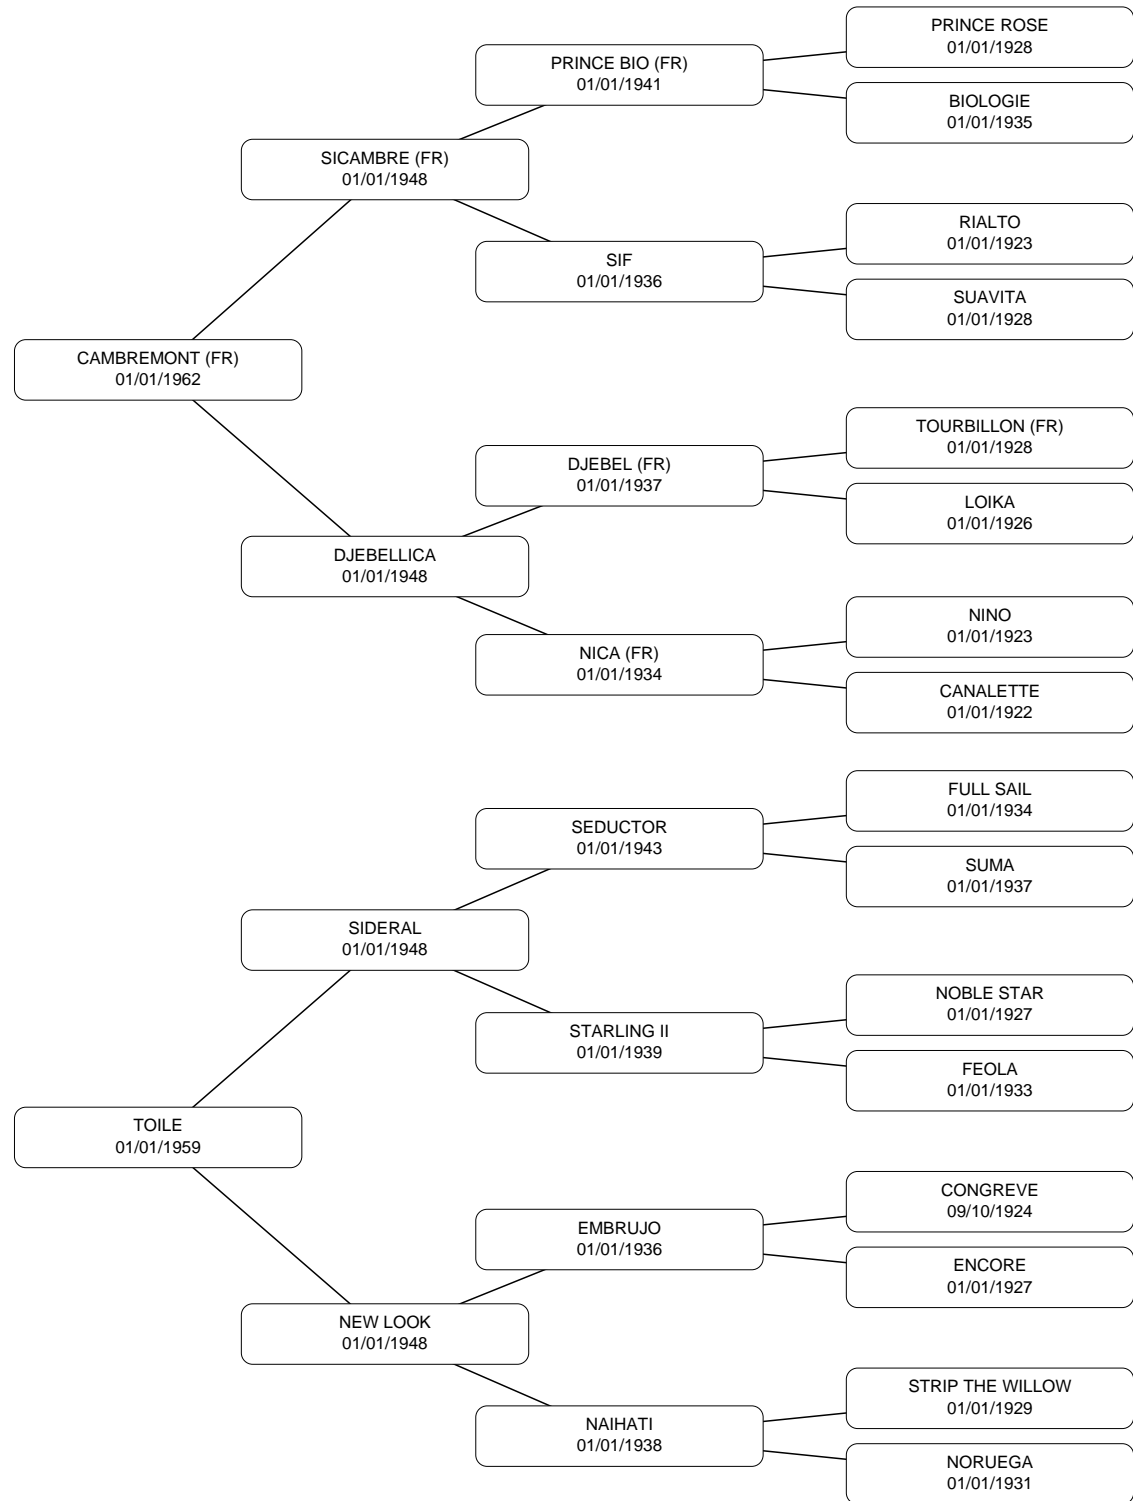 PRINCE ROSE
01/01/1928
PRINCE BIO (FR)
01/01/1941
BIOLOGIE
01/01/1935
SICAMBRE (FR)
01/01/1948
RIALTO
01/01/1923
SIF
01/01/1936
SUAVITA
01/01/1928
CAMBREMONT (FR)
01/01/1962
TOURBILLON (FR)
01/01/1928
DJEBEL (FR)
01/01/1937
LOIKA
01/01/1926
DJEBELLICA
01/01/1948
NINO
01/01/1923
NICA (FR)
01/01/1934
CANALETTE
01/01/1922
FULL SAIL
01/01/1934
SEDUCTOR
01/01/1943
SUMA
01/01/1937
SIDERAL
01/01/1948
NOBLE STAR
01/01/1927
STARLING II
01/01/1939
FEOLA
01/01/1933
TOILE
01/01/1959
CONGREVE
09/10/1924
EMBRUJO
01/01/1936
ENCORE
01/01/1927
NEW LOOK
01/01/1948
STRIP THE WILLOW
01/01/1929
NAIHATI
01/01/1938
NORUEGA
01/01/1931